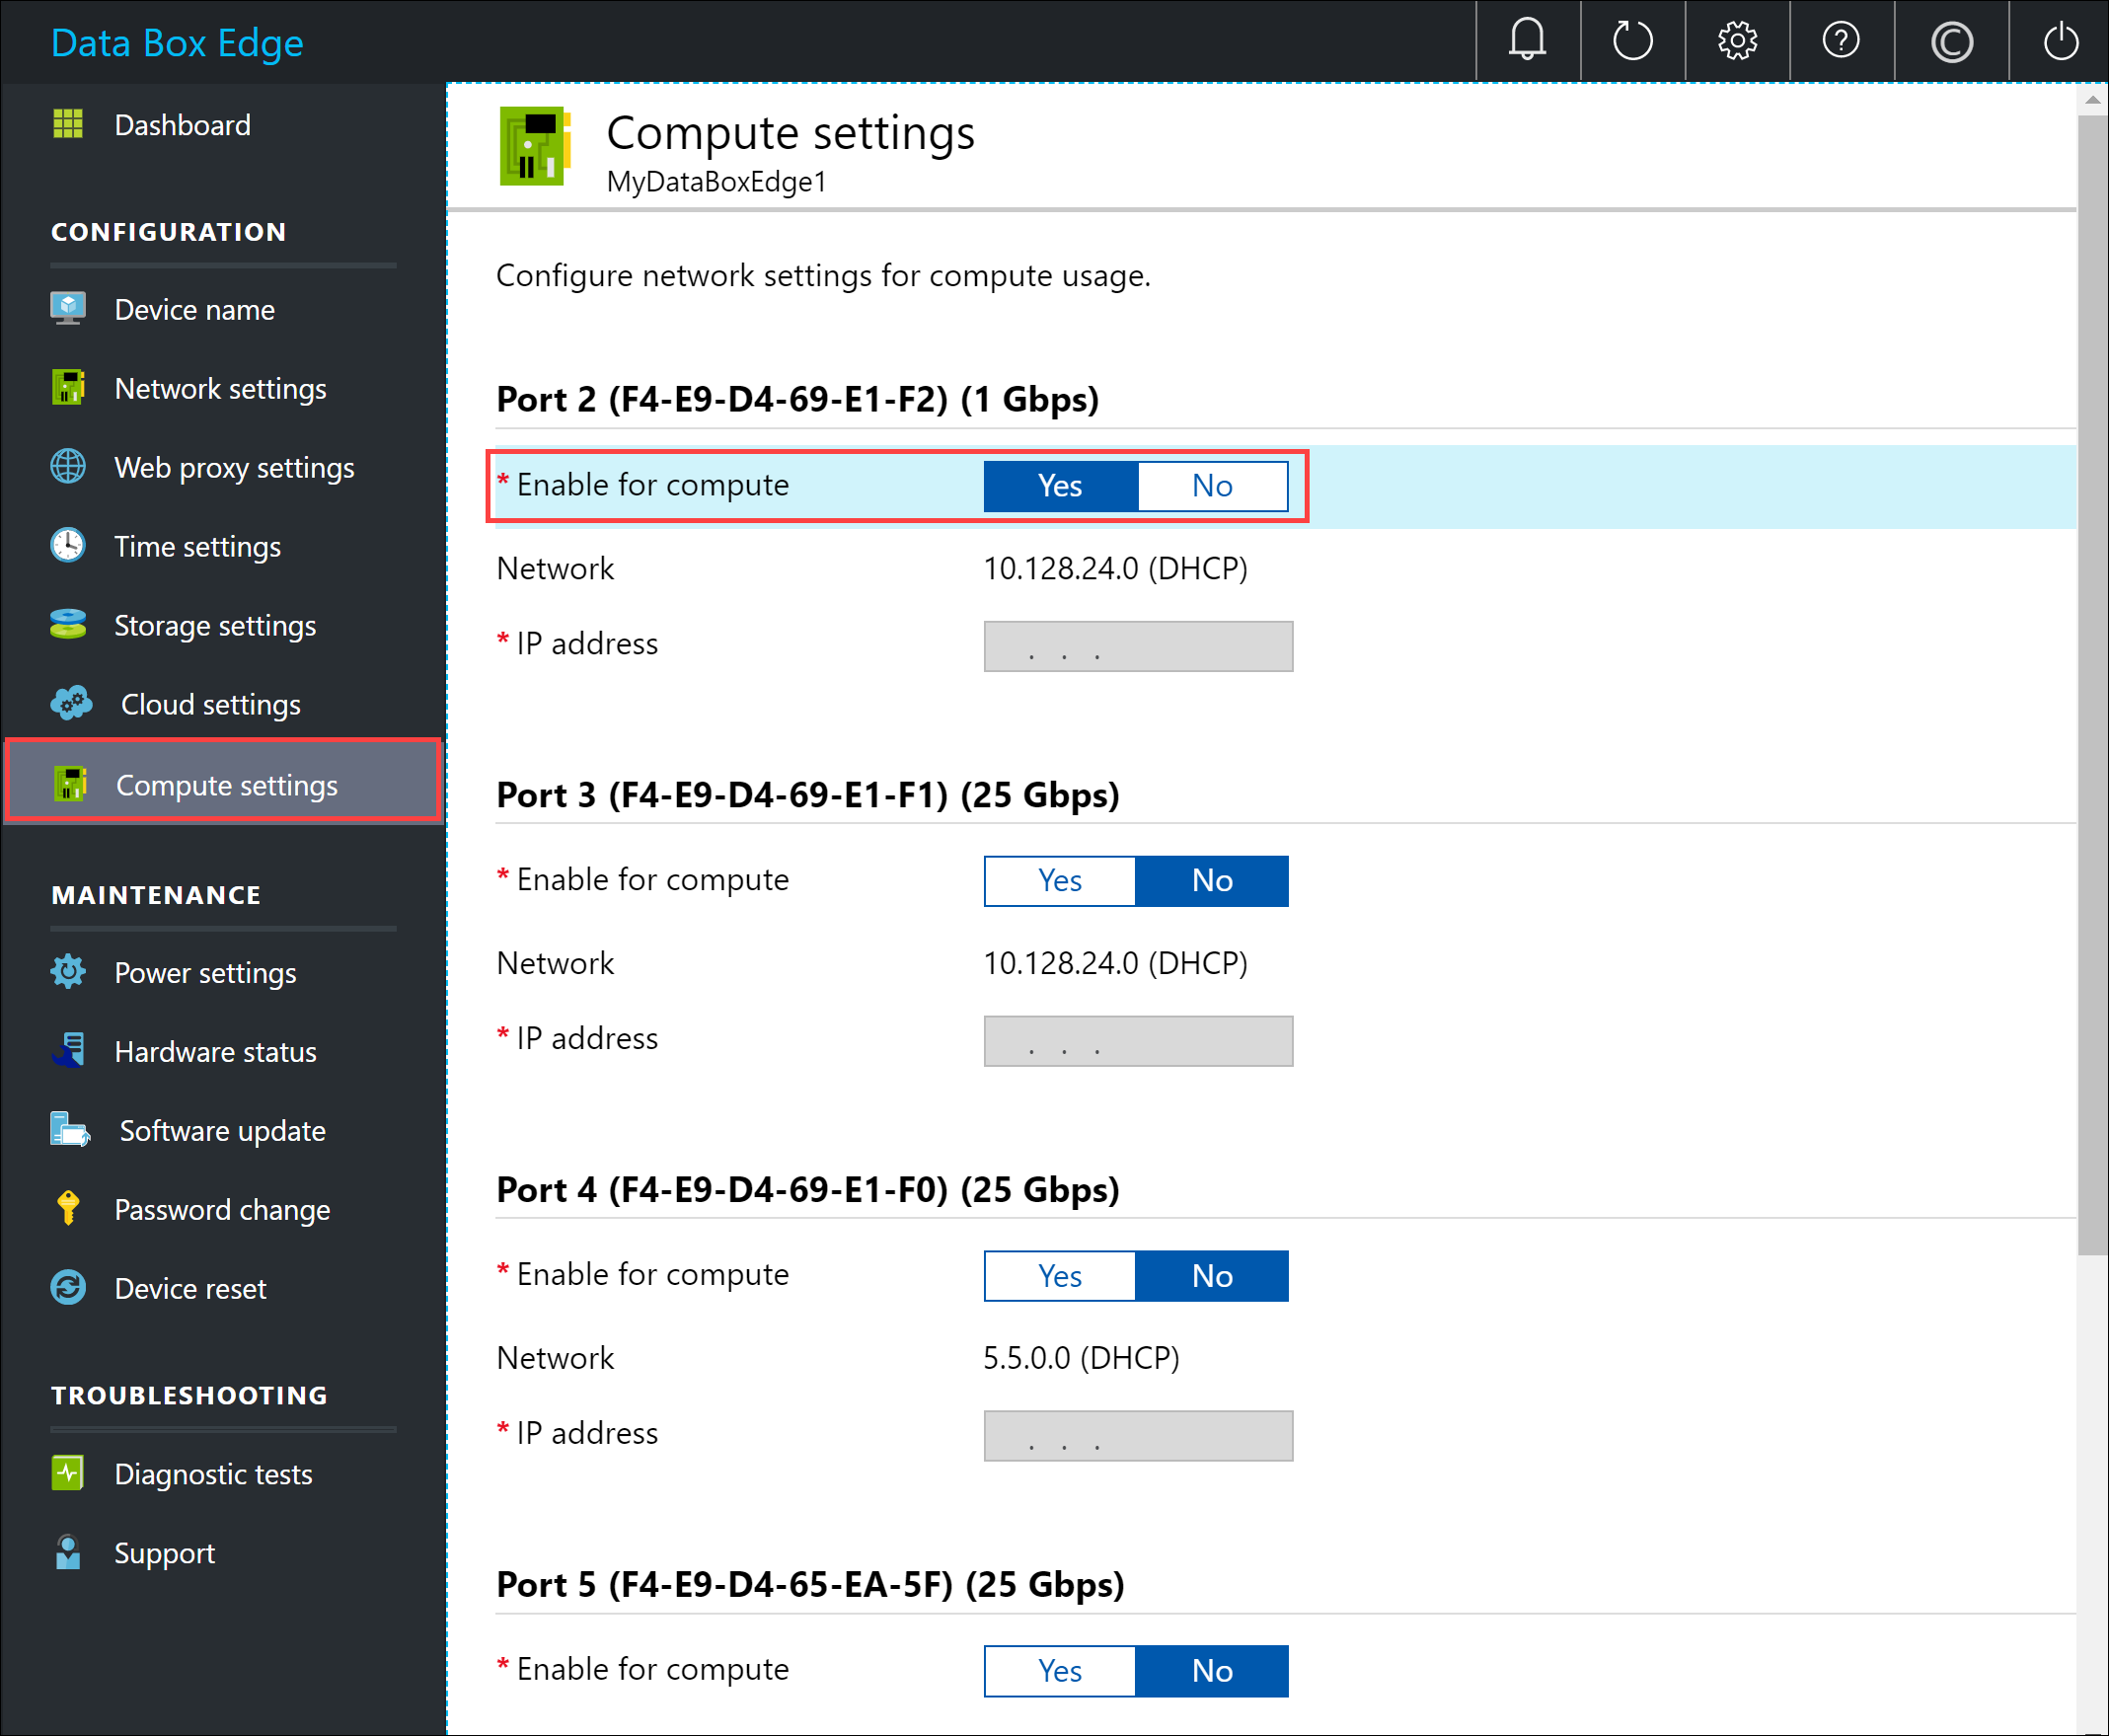 Data Box Edge
Dashboard
CONFIGURATION
Device name
Network settings
Web proxy settings
Time settings
Storage settings
Cloud settings
Compute settings
MAINTENANCE
Power settings
Hardware status
Software update
Password change
Device reset
TROUBLESHOOTING
Diagnostic tests
Support
Compute settings
MyDataBoxEdge1
Configure network settings for compute usage.
Port 2 (F4-E9-D4-69-E1-F2) (1 Gbps)
* Enable for compute Yes No
Network 10.128.24.0 (DHCP)
* IP address . . .
Port 3 (F4-E9-D4-69-E1-F1) (25 Gbps)
* Enable for compute Yes No
Network 10.128.24.0 (DHCP)
* IP address . . .
Port 4 (F4-E9-D4-69-E1-F0) (25 Gbps)
* Enable for compute Yes No
Network 5.5.0.0 (DHCP)
* IP address . . .
Port 5 (F4-E9-D4-65-EA-5F) (25 Gbps)
* Enable for compute Yes No